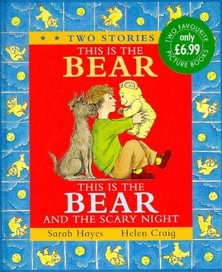 ★ ★ TWO STORIES
THIS IS THE
BEAR
TWO FAVOURITE
only
£6.99
PICTURE BOOKS
THIS IS THE
BEAR
AND THE SCARY NIGHT
Sarah Hayes Helen Craig